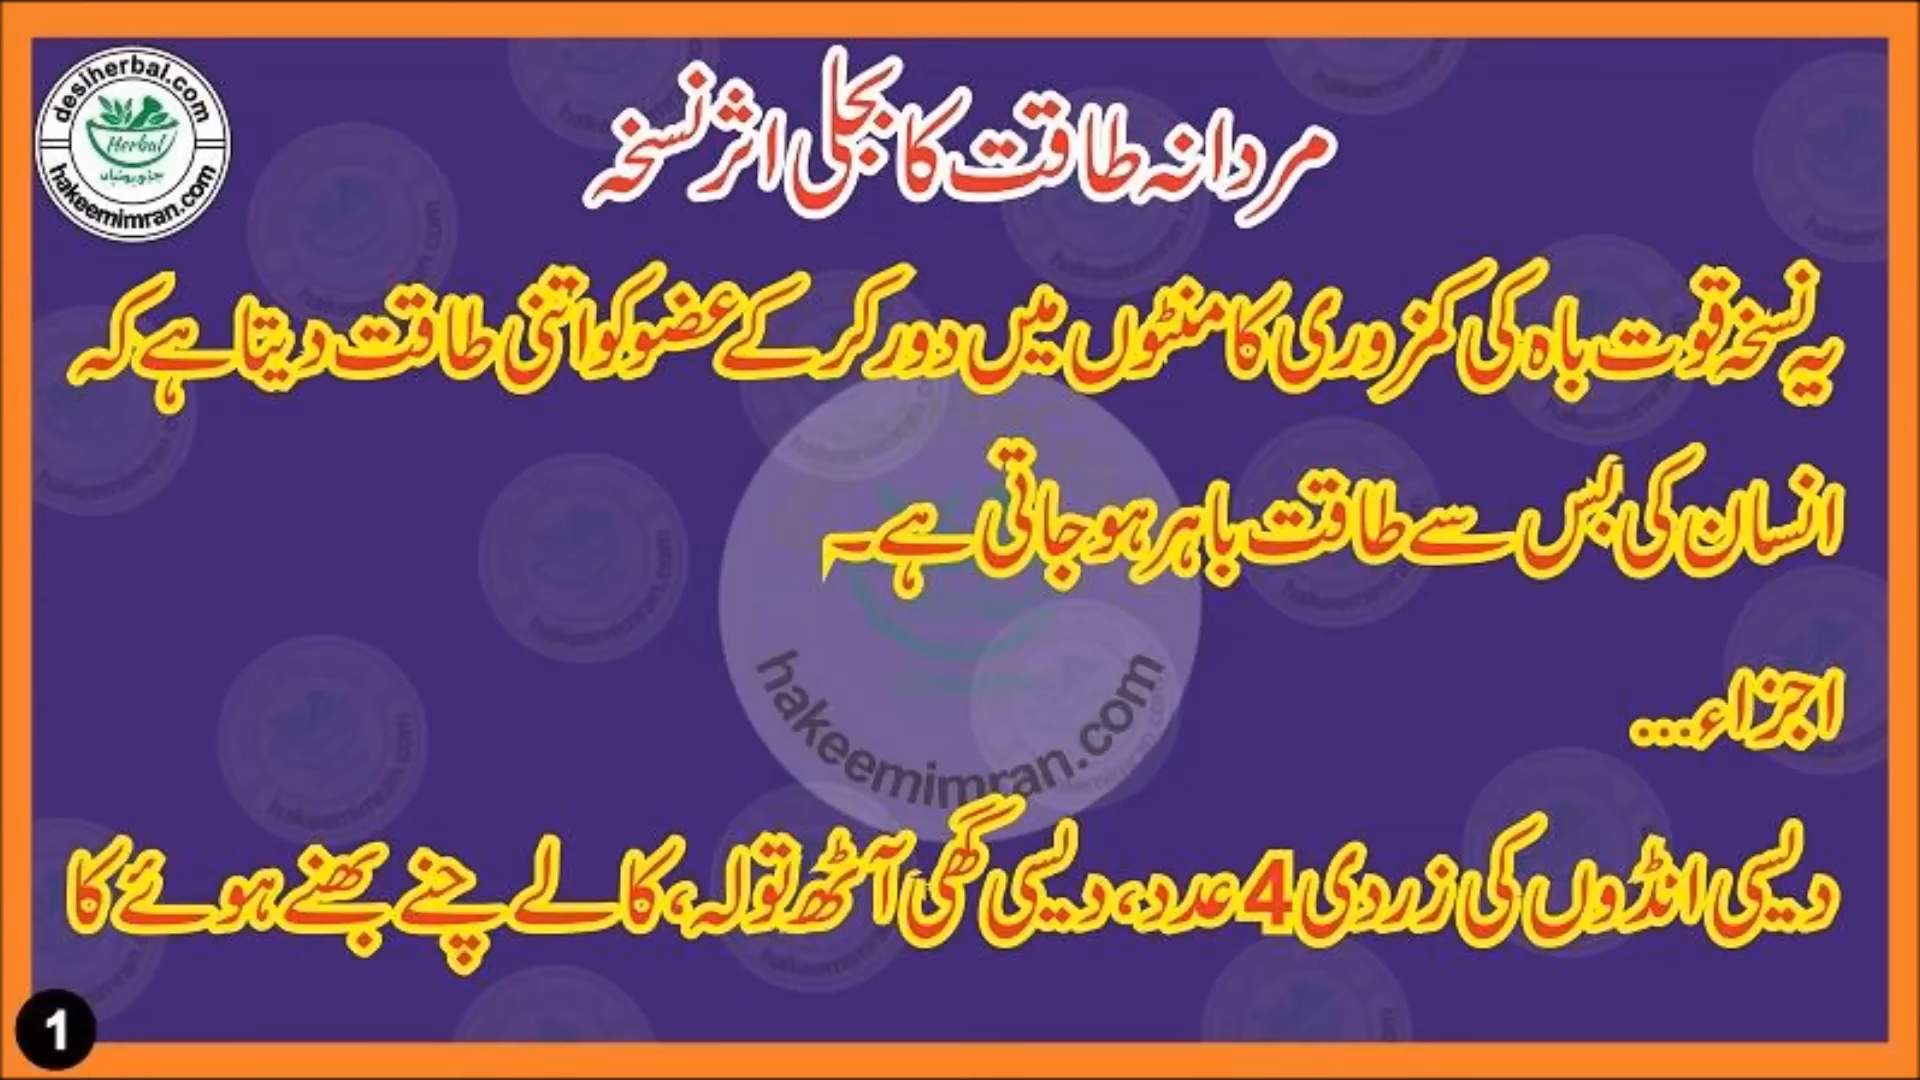 desiherbal.com
Herbal
جڑی بوٹیاں
hakeemimran.com
مردانہ طاقت کا بجلی اثر نسخہ
یہ نسخہ قوت باہ کی کمزوری کا منٹوں میں دور کر کے عضو کو اتنی طاقت دیتا ہے کہ
انسان کی بس سے طاقت باہر ہو جاتی ہے۔
اجزاء...
دیسی انڈوں کی زردی 4 عدد، دیسی گھی آٹھ تولہ، کالے چنے بھنے ہوئے کا
hakeemimran.com
1